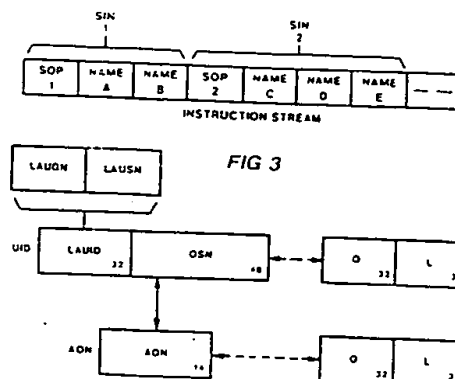 SIN SIN
1 2
SOP NAME NAME SOP NAME NAME NAME
1 A B 2 C D E
INSTRUCTION STREAM
FIG 3
LAUGN LAUSN
UID LAUID 32 OSN 48 O 32 L
AON AON 14 O 32 L